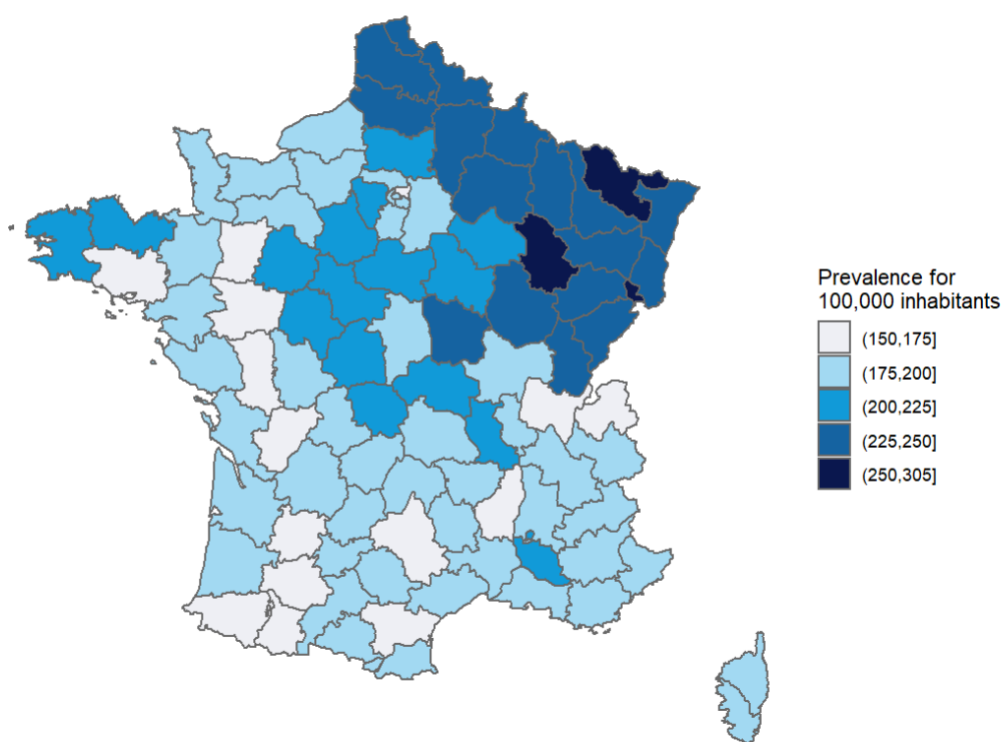 Prevalence for
100,000 inhabitants
(150,175]
(175,200]
(200,225]
(225,250]
(250,305]